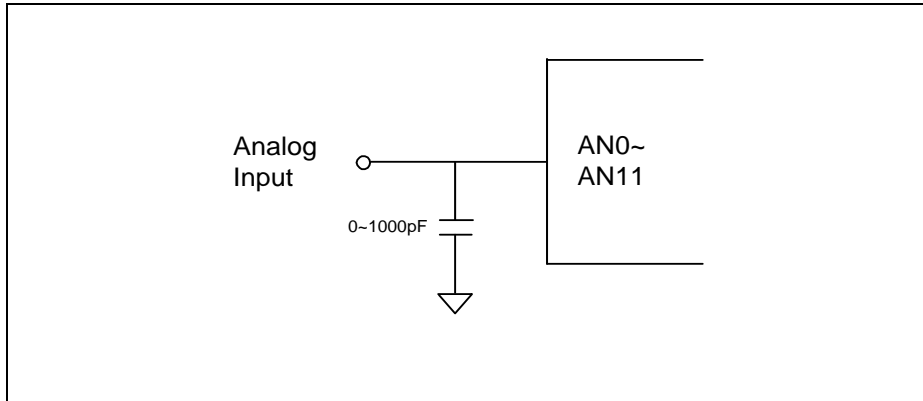 Analog
Input
0~1000pF
AN0~
AN11